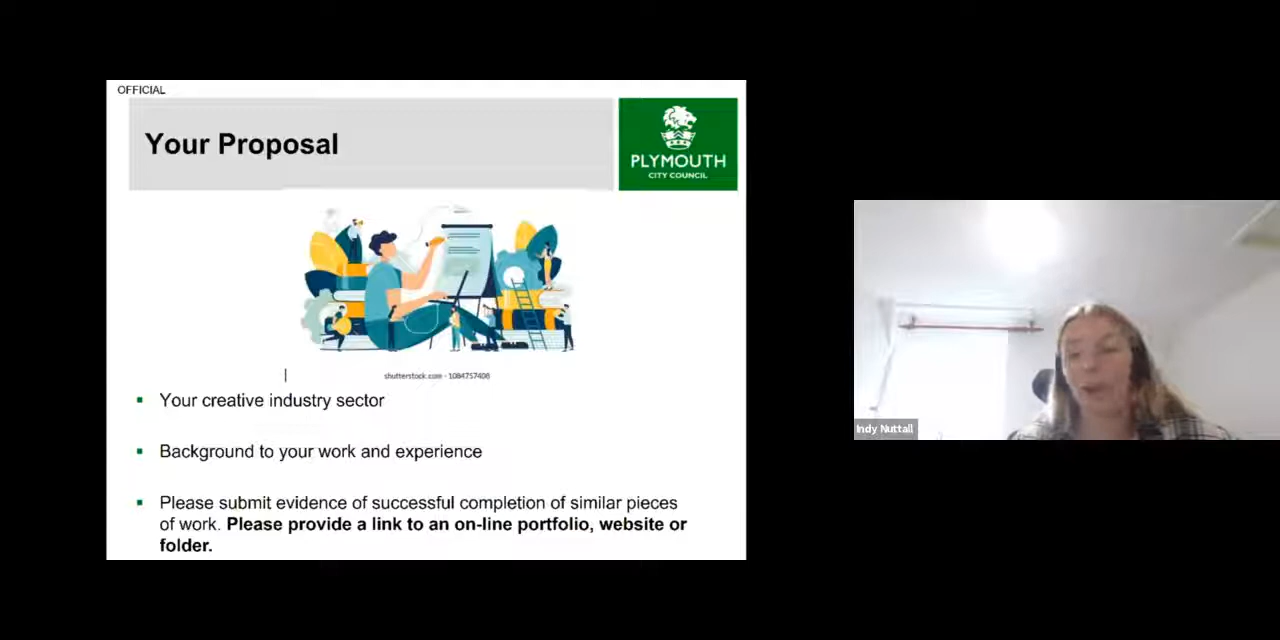 OFFICIAL
Your Proposal
PLYMOUTH
CITY COUNCIL
shutterstock.com · 1084757408
Your creative industry sector
Background to your work and experience
Please submit evidence of successful completion of similar pieces
of work. Please provide a link to an on-line portfolio, website or
folder.
Indy Nuttall